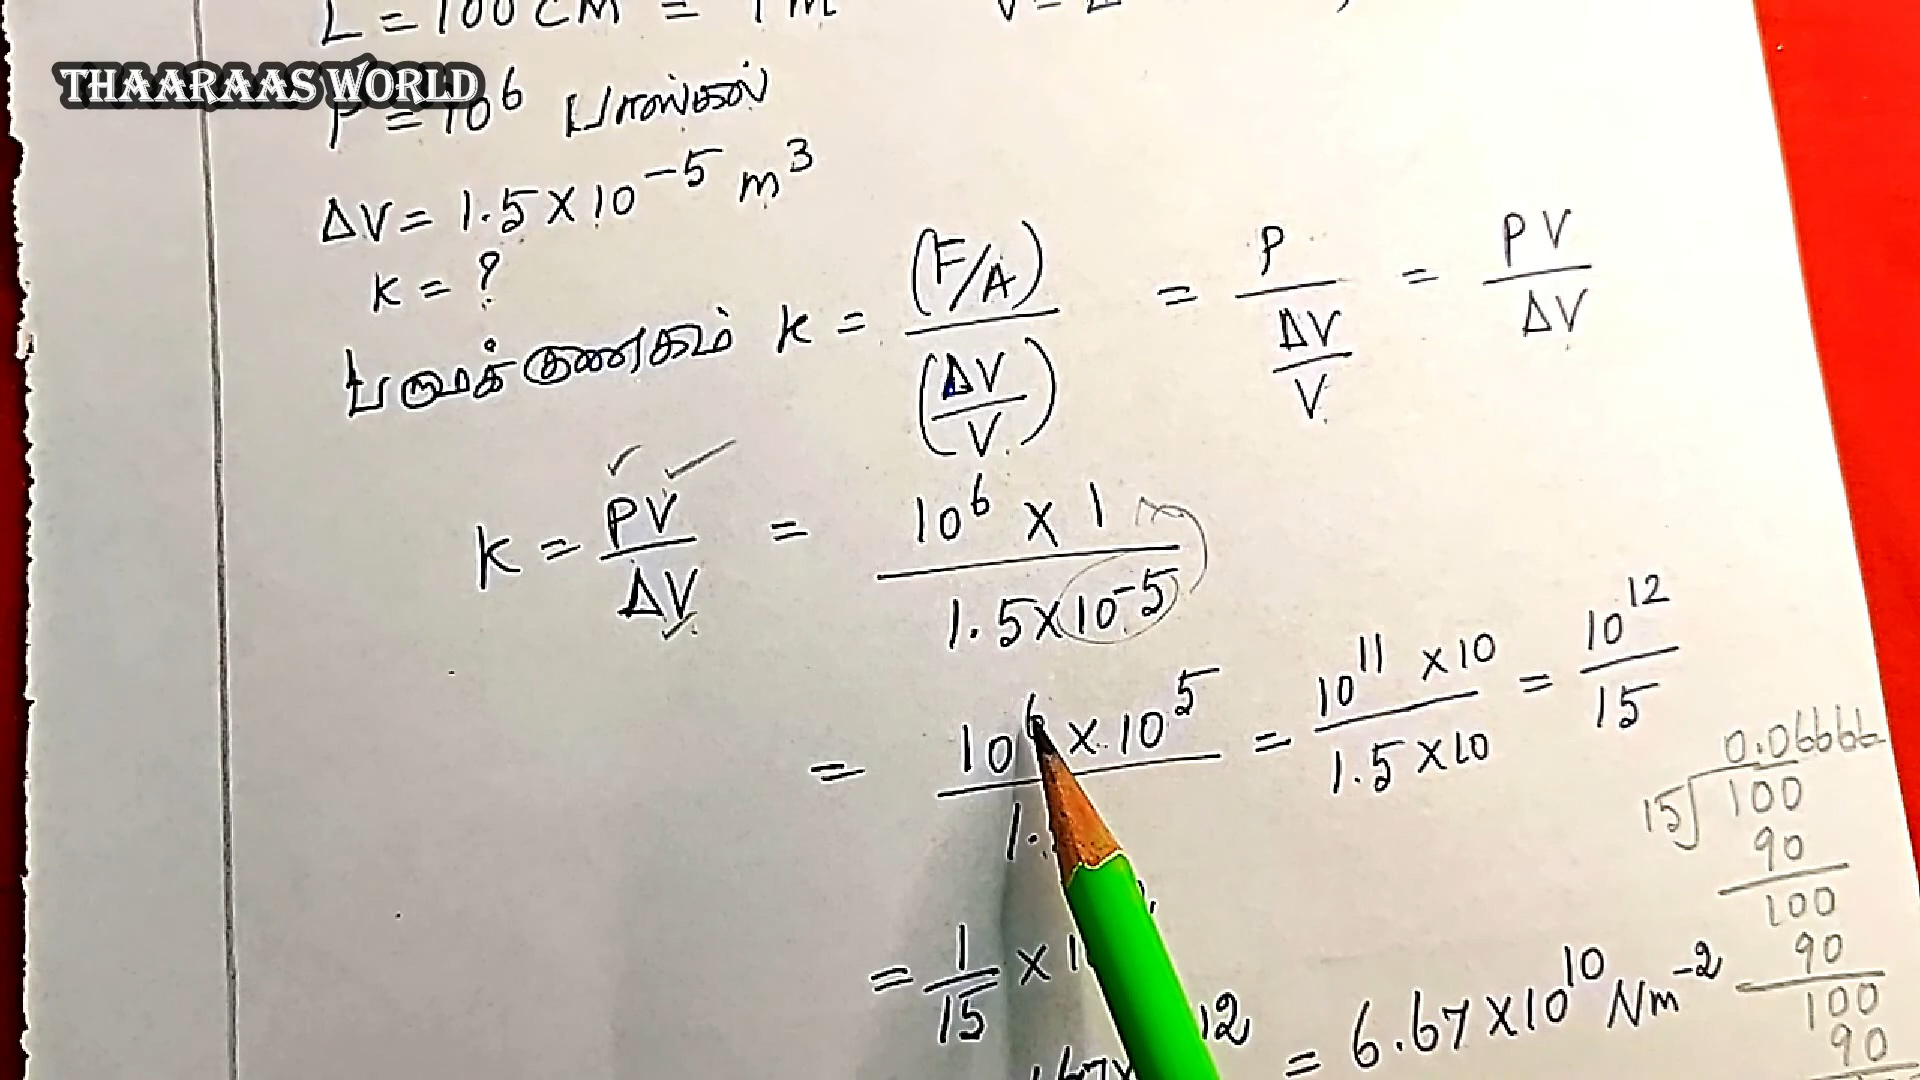 L = 100 CM = 1 m
THAARAAS WORLD
P = 10⁶ பாஸ்கல்
ΔV = 1.5 × 10⁻⁵ m³
K = ?
பருமக் குணகம் K = (F/A) / (ΔV/V) = P / (ΔV/V) = PV / ΔV
K = PV / ΔV = 10⁶ × 1 / 1.5 × 10⁻⁵
= 10⁶ × 10⁵ / 1. = 10¹¹ × 10 / 1.5 × 10 = 10¹² / 15
0.06666
15 100
90
100
90
100
90
= 1/15 ×
= 6.67 × 10¹⁰ Nm⁻²